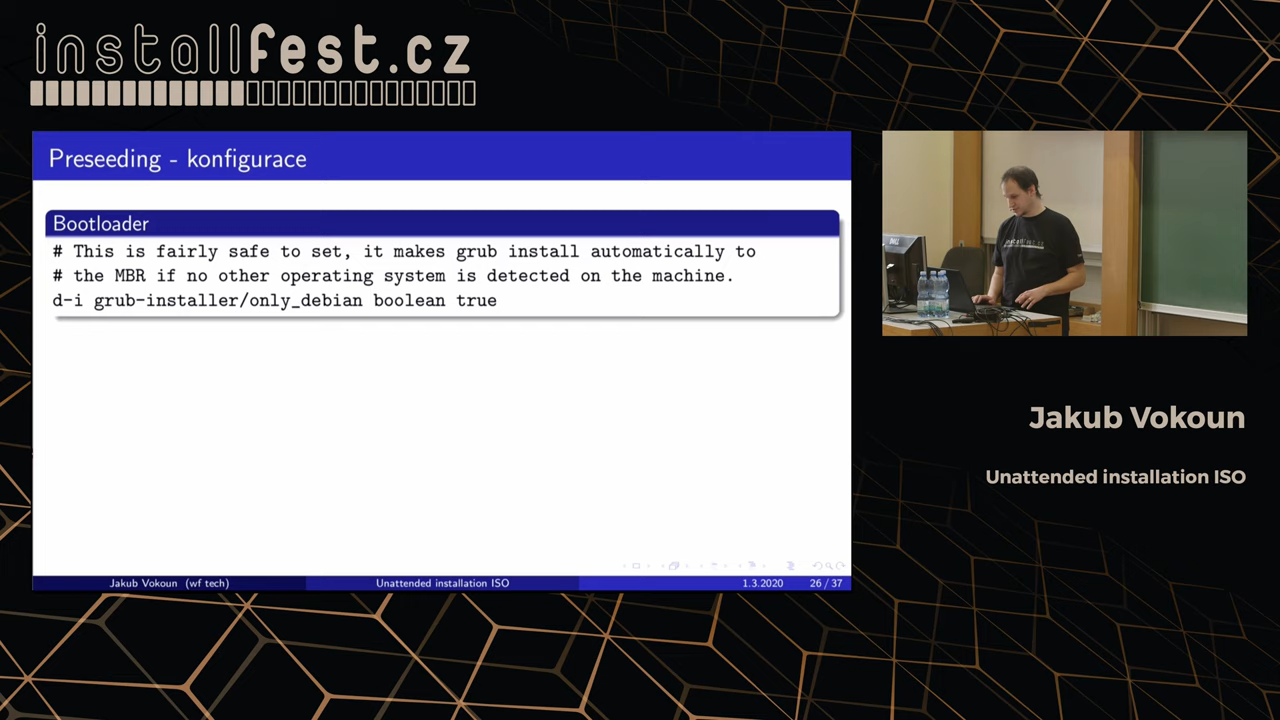 installfest.cz
Preseeding - konfigurace
Bootloader
# This is fairly safe to set, it makes grub install automatically to
# the MBR if no other operating system is detected on the machine.
d-i grub-installer/only_debian boolean true
Jakub Vokoun (wf tech)
Unattended installation ISO
1.3.2020
26 / 37
Jakub Vokoun
Unattended installation ISO